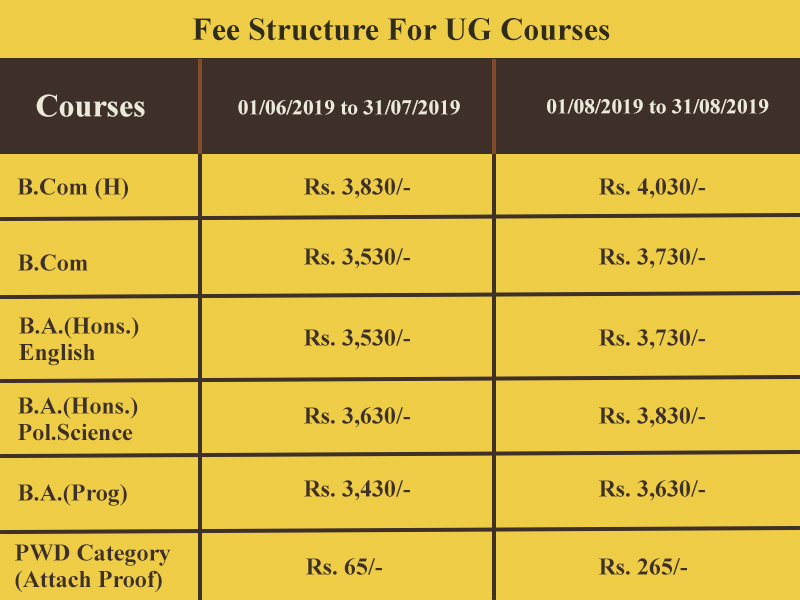 Fee Structure For UG Courses
Courses 01/06/2019 to 31/07/2019 01/08/2019 to 31/08/2019
B.Com (H) Rs. 3,830/- Rs. 4,030/-
B.Com Rs. 3,530/- Rs. 3,730/-
B.A.(Hons.)
English Rs. 3,530/- Rs. 3,730/-
B.A.(Hons.)
Pol.Science Rs. 3,630/- Rs. 3,830/-
B.A.(Prog) Rs. 3,430/- Rs. 3,630/-
PWD Category
(Attach Proof) Rs. 65/- Rs. 265/-